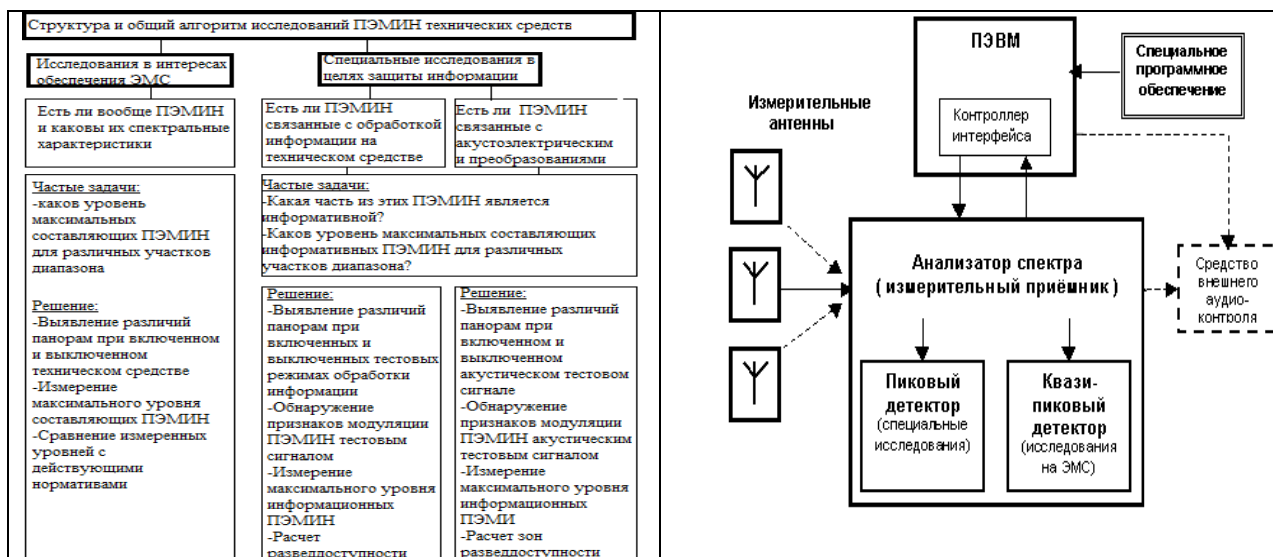 Структура и общий алгоритм исследований ПЭМИН технических средств
Исследования в интересах
обеспечения ЭМС
Специальные исследования в
целях защиты информации
Есть ли вообще ПЭМИН
и каковы их спектральные
характеристики
Есть ли ПЭМИН
связанные с обработкой
информации на
техническом средстве
Есть ли ПЭМИН
связанные с
акустоэлектрическим
и преобразованиями
Частые задачи:
-каков уровень
максимальных
составляющих ПЭМИН
для различных участков
диапазона
Решение:
-Выявление различий
панорам при включенном
и выключенном
техническом средстве
-Измерение
максимального уровня
составляющих ПЭМИН
-Сравнение измеренных
уровней с
действующими
нормативами
Частые задачи:
-Какая часть из этих ПЭМИН является
информативной?
-Каков уровень максимальных составляющих
информативных ПЭМИН для различных
участков диапазона?
Решение:
-Выявление различий
панорам при
включенных и
выключенных тестовых
режимах обработки
информации
-Обнаружение
признаков модуляции
ПЭМИН тестовым
сигналом
-Измерение
максимального уровня
информационных
ПЭМИН
-Расчет
разведдоступности
Решение:
-Выявление различий
панорам при
включенном и
выключенном
акустическом тестовом
сигнале
-Обнаружение
признаков модуляции
ПЭМИН акустическим
тестовым сигналом
-Измерение
максимального уровня
информационных
ПЭМИ
-Расчет зон
разведдоступности
ПЭВМ
Специальное
программное
обеспечение
Измерительные
антенны
Контроллер
интерфейса
Анализатор спектра
( измерительный приёмник )
Средство
внешнего
аудио-
контроля
Пиковый
детектор
(специальные
исследования)
Квази-
пиковый
детектор
(исследования
на ЭМС)